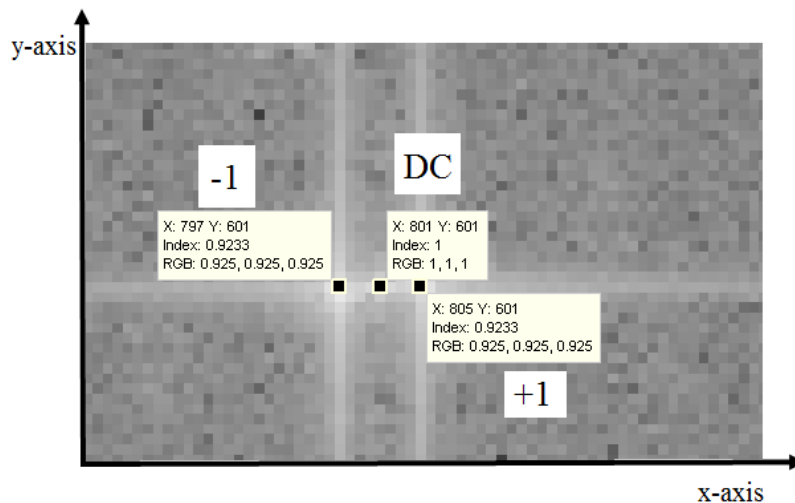 y-axis
-1
DC
X: 797 Y: 601
Index: 0.9233
RGB: 0.925, 0.925, 0.925
X: 801 Y: 601
Index: 1
RGB: 1, 1, 1
X: 805 Y: 601
Index: 0.9233
RGB: 0.925, 0.925, 0.925
+1
x-axis